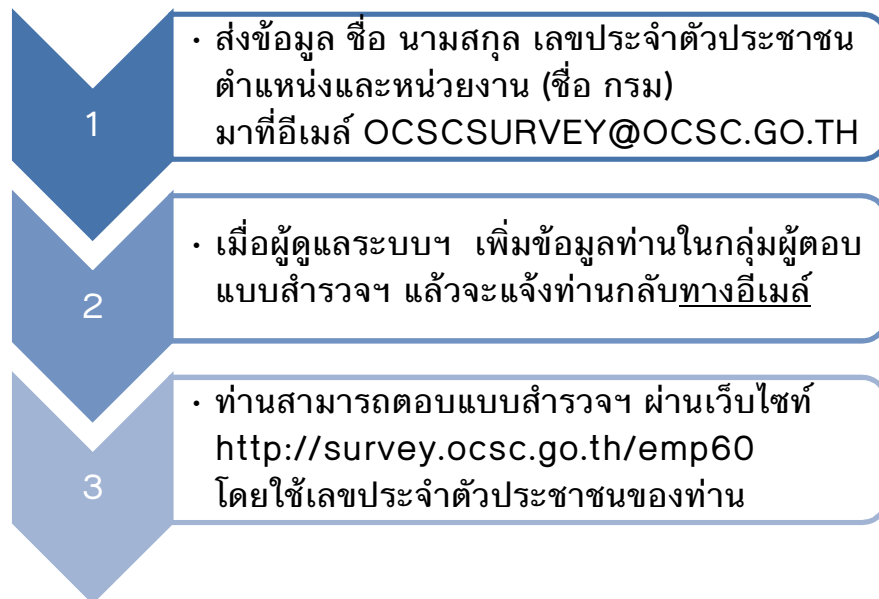 1
· ส่งข้อมูล ชื่อ นามสกุล เลขประจำตัวประชาชน
ตำแหน่งและหน่วยงาน (ชื่อ กรม)
มาที่อีเมล์ OCSCSURVEY@OCSC.GO.TH
2
· เมื่อผู้ดูแลระบบฯ เพิ่มข้อมูลท่านในกลุ่มผู้ตอบ
แบบสำรวจฯ แล้วจะแจ้งท่านกลับทางอีเมล์
3
· ท่านสามารถตอบแบบสำรวจฯ ผ่านเว็บไซท์
http://survey.ocsc.go.th/emp60
โดยใช้เลขประจำตัวประชาชนของท่าน